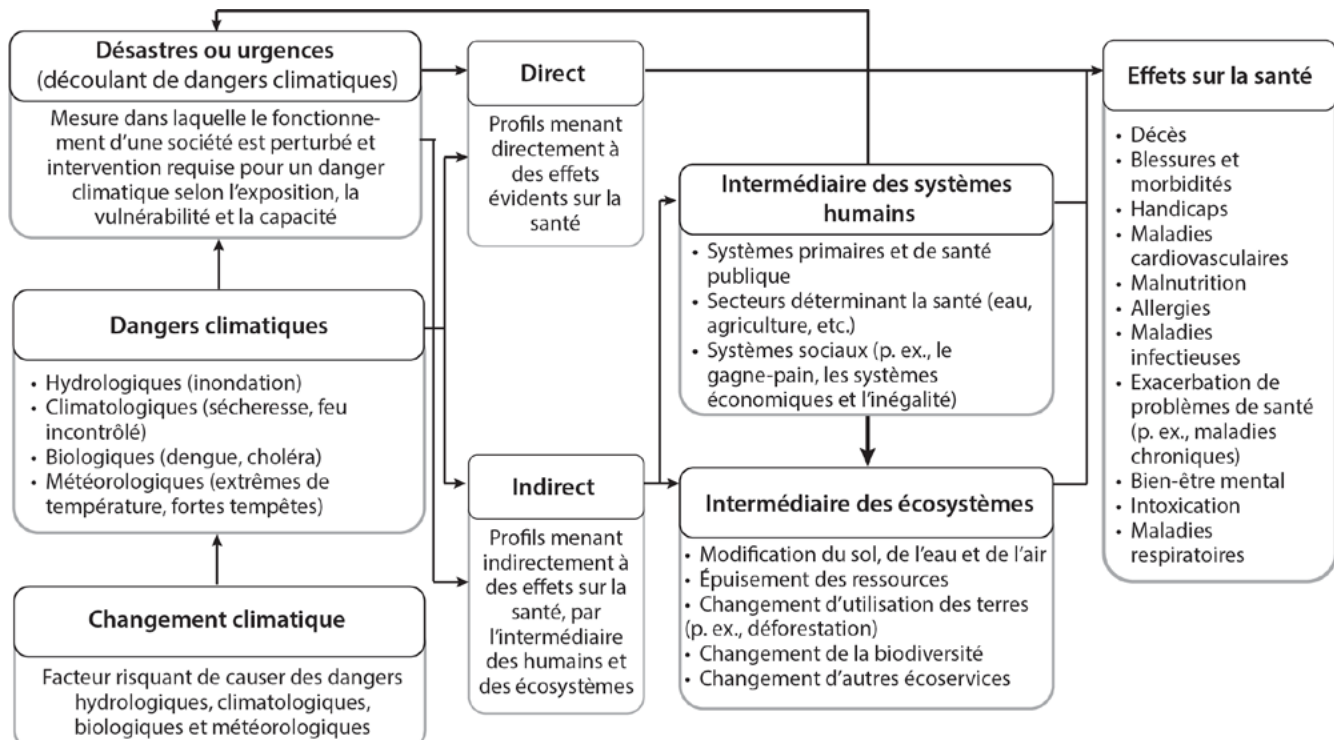 Désastres ou urgences
(découlant de dangers climatiques)
Mesure dans laquelle le fonctionne-
ment d’une société est perturbé et
intervention requise pour un danger
climatique selon l’exposition, la
vulnérabilité et la capacité
Dangers climatiques
• Hydrologiques (inondation)
• Climatologiques (sécheresse, feu
incontrôlé)
• Biologiques (dengue, choléra)
• Météorologiques (extrêmes de
température, fortes tempêtes)
Changement climatique
Facteur risquant de causer des dangers
hydrologiques, climatologiques,
biologiques et météorologiques
Direct
Profils menant
directement à
des effets
évidents sur la
santé
Indirect
Profils menant
indirectement à
des effets sur la
santé, par
l’intermédiaire
des humains et
des écosystèmes
Intermédiaire des systèmes
humains
• Systèmes primaires et de santé
publique
• Secteurs déterminant la santé (eau,
agriculture, etc.)
• Systèmes sociaux (p. ex., le
gagne-pain, les systèmes
économiques et l’inégalité)
Intermédiaire des écosystèmes
• Modification du sol, de l’eau et de l’air
• Épuisement des ressources
• Changement d’utilisation des terres
(p. ex., déforestation)
• Changement de la biodiversité
• Changement d’autres écoservices
Effets sur la santé
• Décès
• Blessures et
morbidités
• Handicaps
• Maladies
cardiovasculaires
• Malnutrition
• Allergies
• Maladies
infectieuses
• Exacerbation de
problèmes de santé
(p. ex., maladies
chroniques)
• Bien-être mental
• Intoxication
• Maladies
respiratoires